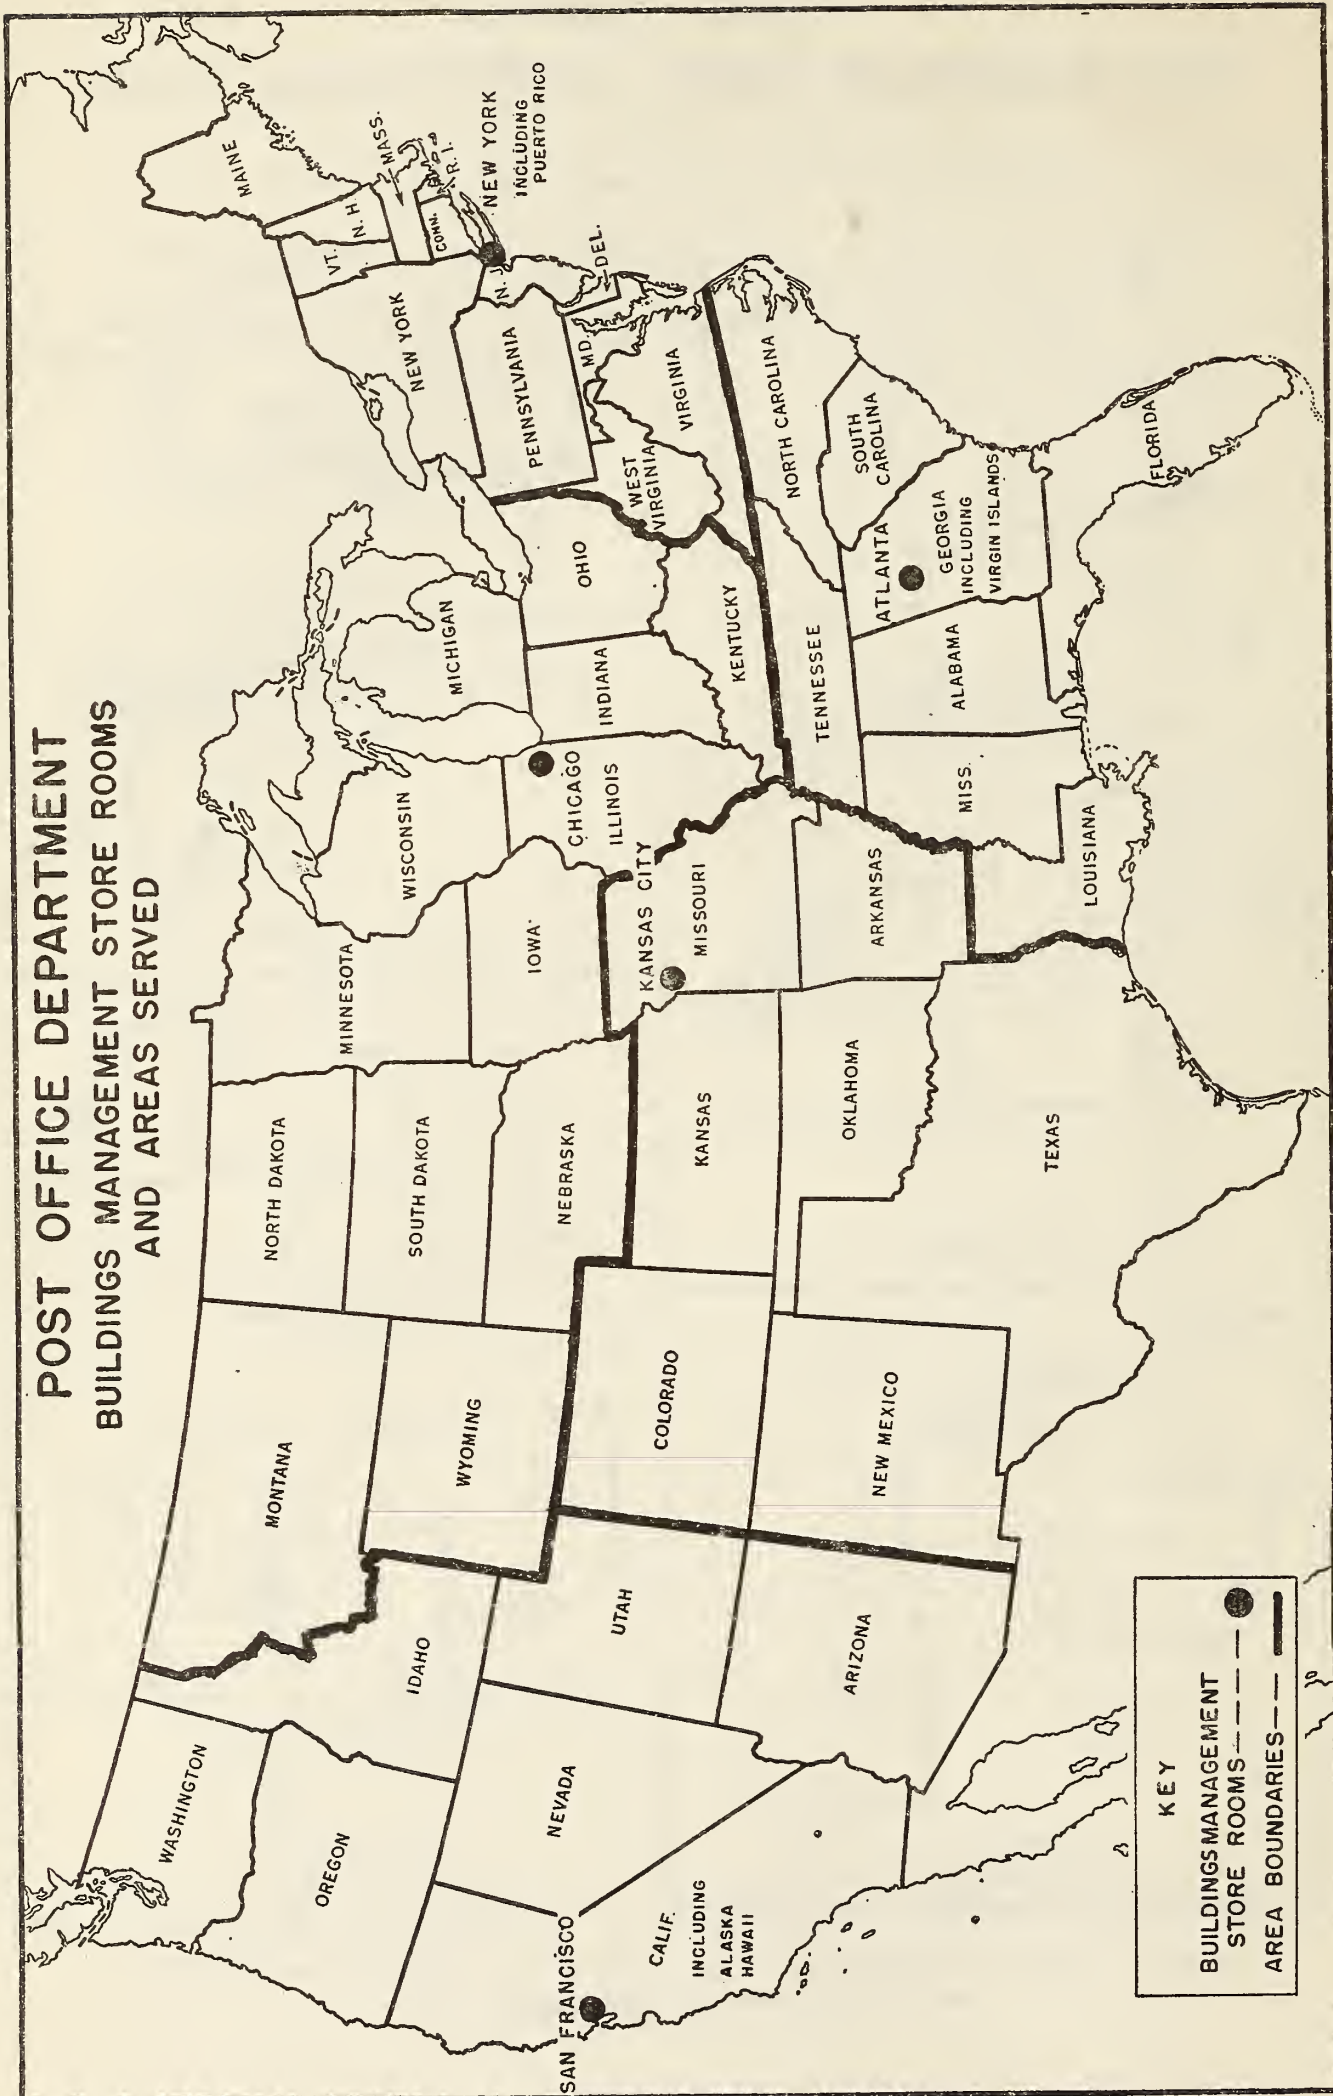 POST OFFICE DEPARTMENT
BUILDINGS MANAGEMENT STORE ROOMS
AND AREAS SERVED
WASHINGTON
OREGON
SAN FRANCISCO
CALIF.
INCLUDING
ALASKA
HAWAII
NEVADA
IDAHO
UTAH
ARIZONA
MONTANA
WYOMING
COLORADO
NEW MEXICO
NORTH DAKOTA
SOUTH DAKOTA
NEBRASKA
KANSAS
OKLAHOMA
TEXAS
MINNESOTA
IOWA
KANSAS CITY
MISSOURI
ARKANSAS
LOUISIANA
WISCONSIN
CHICAGO
ILLINOIS
MICHIGAN
INDIANA
OHIO
KENTUCKY
TENNESSEE
MISS.
ALABAMA
ATLANTA
GEORGIA
INCLUDING
VIRGIN ISLANDS
FLORIDA
SOUTH
CAROLINA
NORTH CAROLINA
WEST
VIRGINIA
VIRGINIA
MD.
DEL.
PENNSYLVANIA
N. J.
NEW YORK
NEW YORK
INCLUDING
PUERTO RICO
CONN.
R. I.
MASS.
VT.
N. H.
MAINE
KEY
BUILDINGS MANAGEMENT
STORE ROOMS
AREA BOUNDARIES